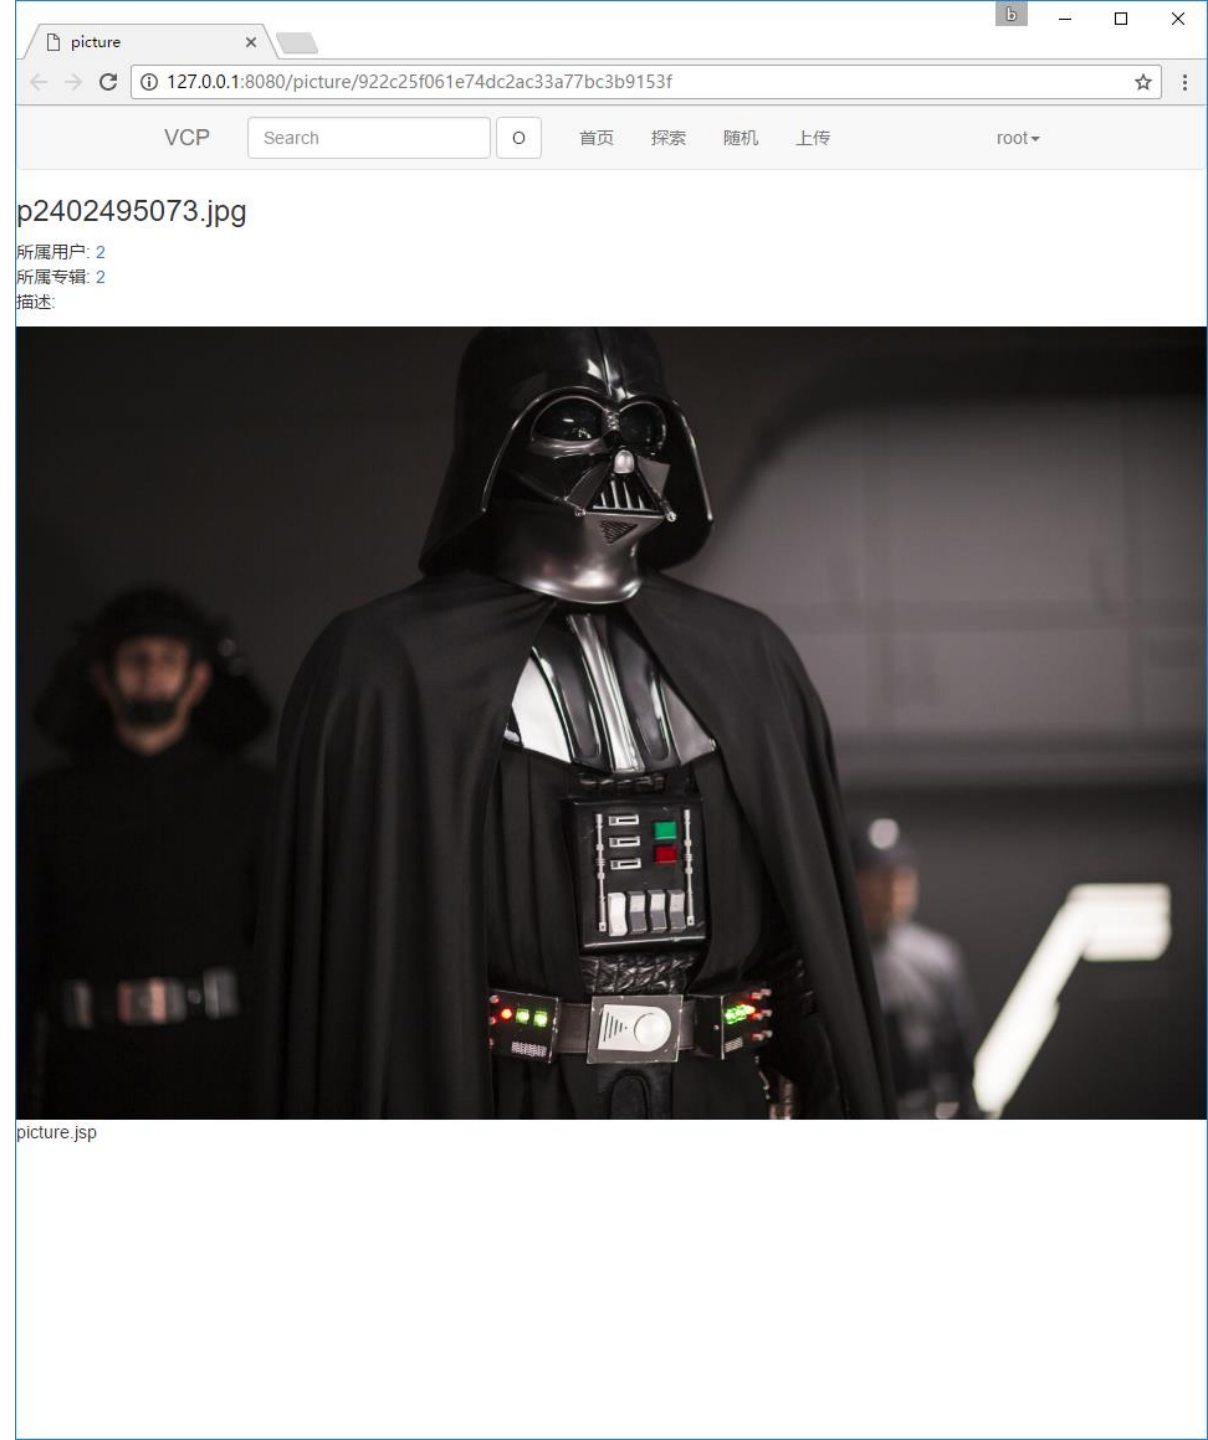 b
picture
127.0.0.1:8080/picture/922c25f061e74dc2ac33a77bc3b9153f
VCP Search O 首页 探索 随机 上传 root
p2402495073.jpg
所属用户: 2
所属专辑: 2
描述:
picture.jsp